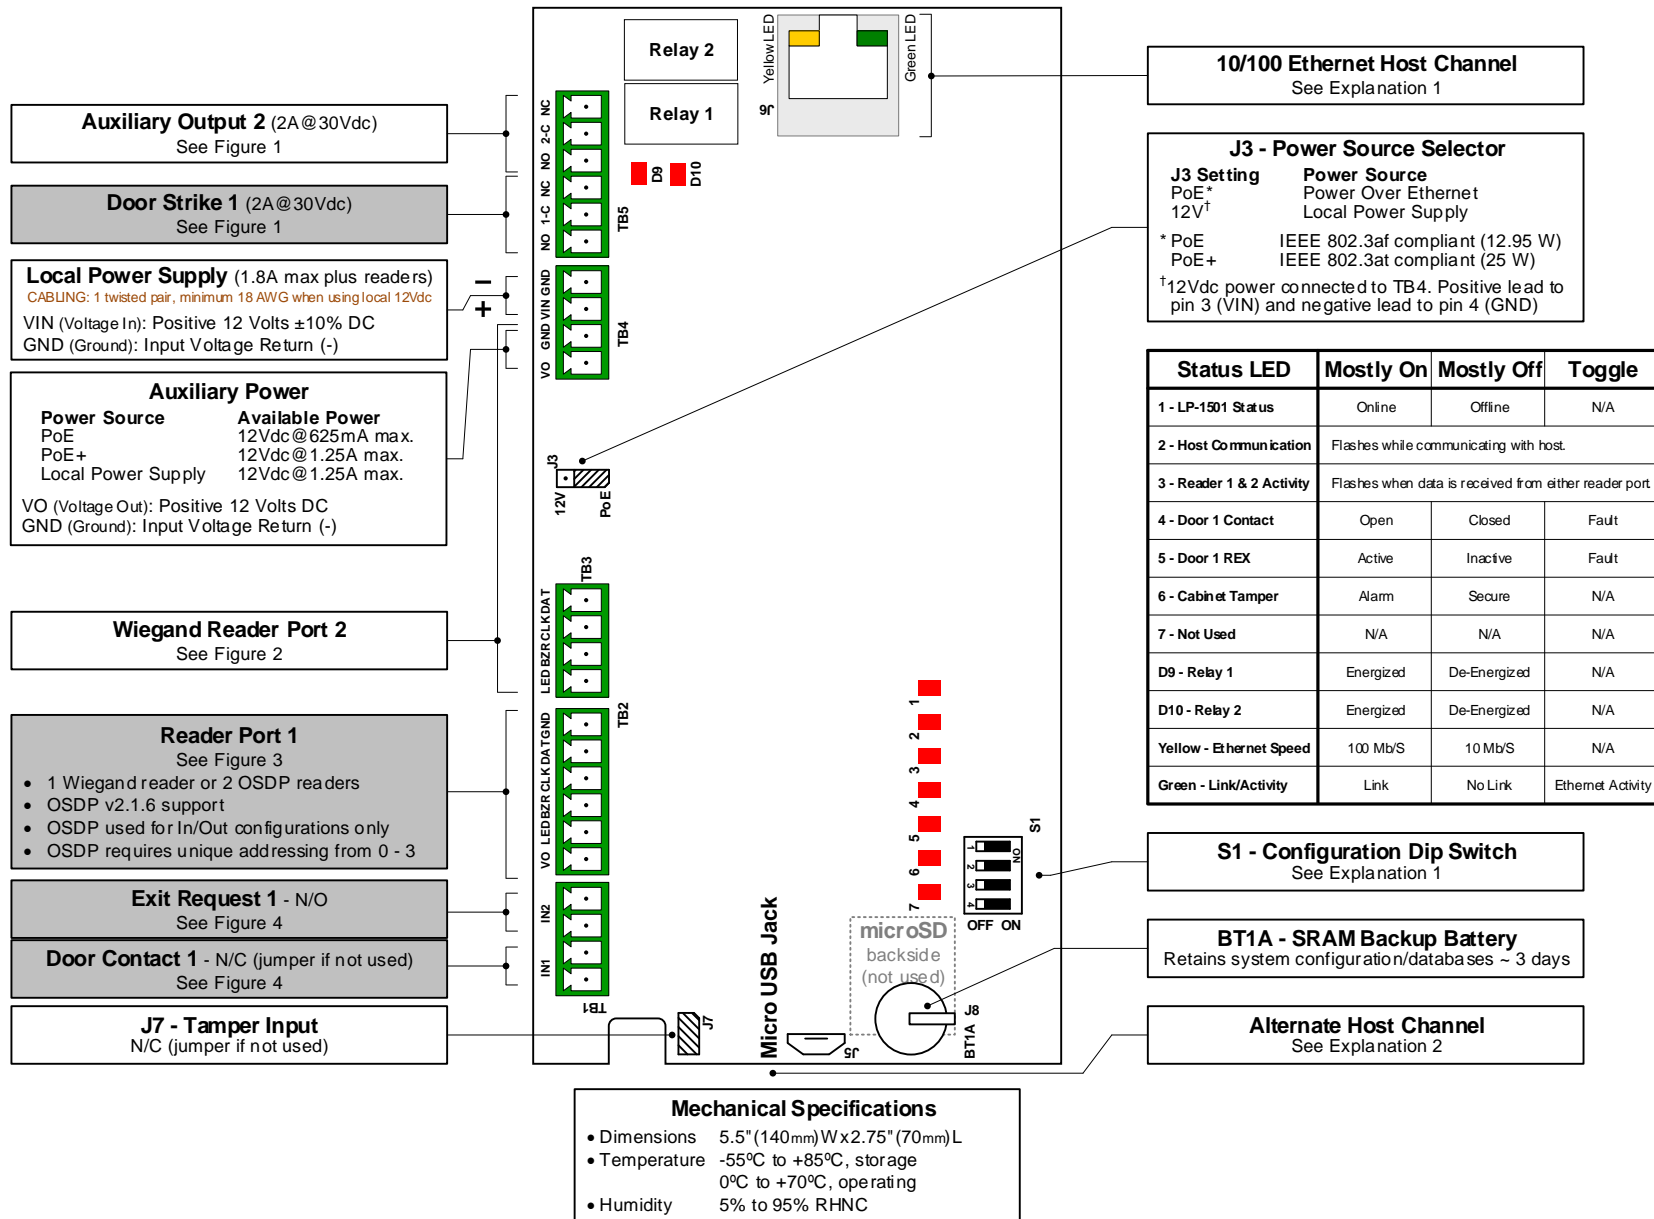 Auxiliary Output 2 (2A@30Vdc)
See Figure 1
Door Strike 1 (2A@30Vdc)
See Figure 1
Local Power Supply (1.8A max plus readers)
CABLING: 1 twisted pair, minimum 18 AWG when using local 12Vdc
VIN (Voltage In): Positive 12 Volts ±10% DC
GND (Ground): Input Voltage Return (-)
Auxiliary Power
Power Source Available Power
PoE 12Vdc@625mA max.
PoE+ 12Vdc@1.25A max.
Local Power Supply 12Vdc@1.25A max.
VO (Voltage Out): Positive 12 Volts DC
GND (Ground): Input Voltage Return (-)
Wiegand Reader Port 2
See Figure 2
Reader Port 1
See Figure 3
• 1 Wiegand reader or 2 OSDP readers
• OSDP v2.1.6 support
• OSDP used for In/Out configurations only
• OSDP requires unique addressing from 0 - 3
Exit Request 1 - N/O
See Figure 4
Door Contact 1 - N/C (jumper if not used)
See Figure 4
J7 - Tamper Input
N/C (jumper if not used)
Relay 2
Relay 1
Yellow LED
Green LED
J6
NO 2-C NC
NO 1-C NC
TB5
D9
D10
−
+
VO GND VIN GND
TB4
J3
12V
PoE
TB3
LED BZR CLK DAT
TB2
VO LED BZR CLK DAT GND
IN2
IN1
TB1
J7
1
2
3
4
5
6
7
S1
ON
1
2
3
4
OFF ON
microSD
backside
(not used)
Micro USB Jack
J5
J8
BT1A
10/100 Ethernet Host Channel
See Explanation 1
J3 - Power Source Selector
J3 Setting Power Source
PoE* Power Over Ethernet
12V† Local Power Supply
* PoE IEEE 802.3af compliant (12.95 W)
PoE+ IEEE 802.3at compliant (25 W)
†12Vdc power connected to TB4. Positive lead to
pin 3 (VIN) and negative lead to pin 4 (GND)
Status LED Mostly On Mostly Off Toggle
1 - LP-1501 Status Online Offline N/A
2 - Host Communication Flashes while communicating with host.
3 - Reader 1 & 2 Activity Flashes when data is received from either reader port.
4 - Door 1 Contact Open Closed Fault
5 - Door 1 REX Active Inactive Fault
6 - Cabinet Tamper Alarm Secure N/A
7 - Not Used N/A N/A N/A
D9 - Relay 1 Energized De-Energized N/A
D10 - Relay 2 Energized De-Energized N/A
Yellow - Ethernet Speed 100 Mb/S 10 Mb/S N/A
Green - Link/Activity Link No Link Ethernet Activity
S1 - Configuration Dip Switch
See Explanation 1
BT1A - SRAM Backup Battery
Retains system configuration/databases ~ 3 days
Alternate Host Channel
See Explanation 2
Mechanical Specifications
• Dimensions 5.5"(140mm)Wx2.75"(70mm)L
• Temperature -55ºC to +85ºC, storage
0ºC to +70ºC, operating
• Humidity 5% to 95% RHNC